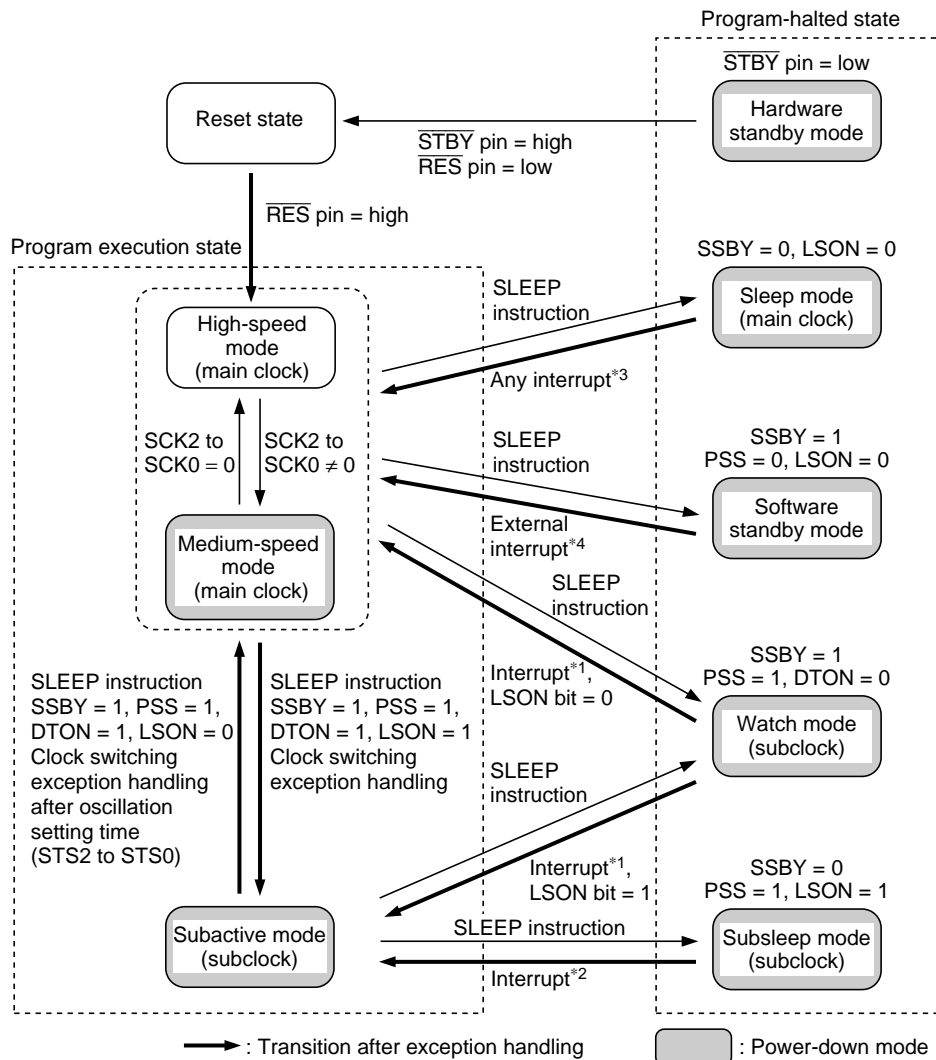 Program-halted state
STBY pin = low
Hardware
standby mode
Reset state
STBY pin = high
RES pin = low
RES pin = high
Program execution state
SSBY = 0, LSON = 0
Sleep mode
(main clock)
SLEEP
instruction
Any interrupt*3
High-speed
mode
(main clock)
SCK2 to
SCK0 = 0
SCK2 to
SCK0 ≠ 0
SLEEP
instruction
External
interrupt*4
SSBY = 1
PSS = 0, LSON = 0
Software
standby mode
Medium-speed
mode
(main clock)
SLEEP
instruction
Interrupt*1,
LSON bit = 0
SSBY = 1
PSS = 1, DTON = 0
Watch mode
(subclock)
SLEEP instruction
SSBY = 1, PSS = 1,
DTON = 1, LSON = 0
Clock switching
exception handling
after oscillation
setting time
(STS2 to STS0)
SLEEP instruction
SSBY = 1, PSS = 1,
DTON = 1, LSON = 1
Clock switching
exception handling
SLEEP
instruction
Interrupt*1,
LSON bit = 1
SSBY = 0
PSS = 1, LSON = 1
Subsleep mode
(subclock)
Subactive mode
(subclock)
SLEEP instruction
Interrupt*2
: Transition after exception handling
: Power-down mode